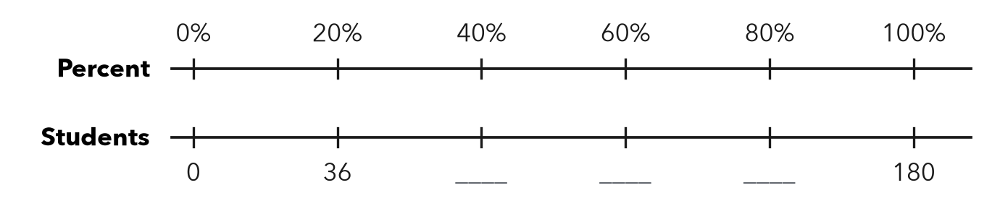 0% 20% 40% 60% 80% 100%
Percent
Students
0 36 ____ ____ ____ 180